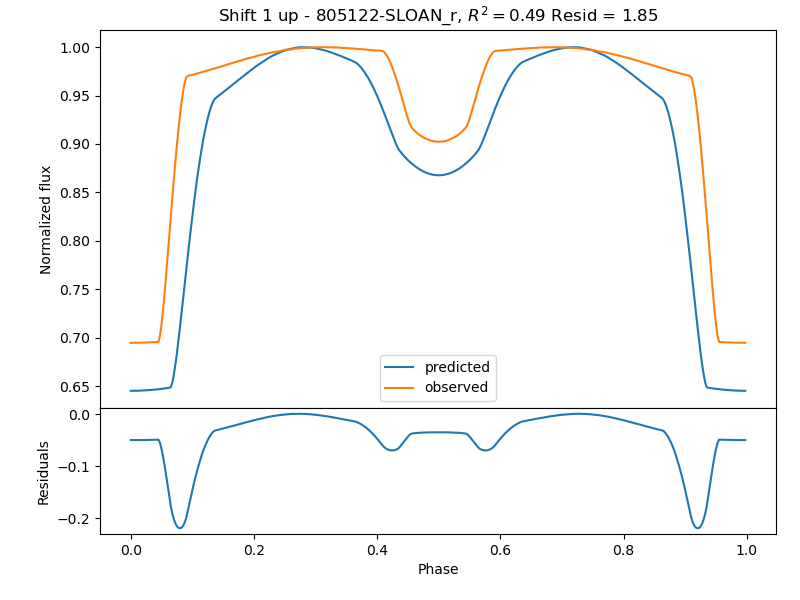 Shift 1 up - 805122-SLOAN_r, R² = 0.49 Resid = 1.85
1.00
0.95
0.90
0.85
0.80
0.75
0.70
0.65
Normalized flux
predicted
observed
0.0
−0.1
−0.2
Residuals
0.0 0.2 0.4 0.6 0.8 1.0
Phase